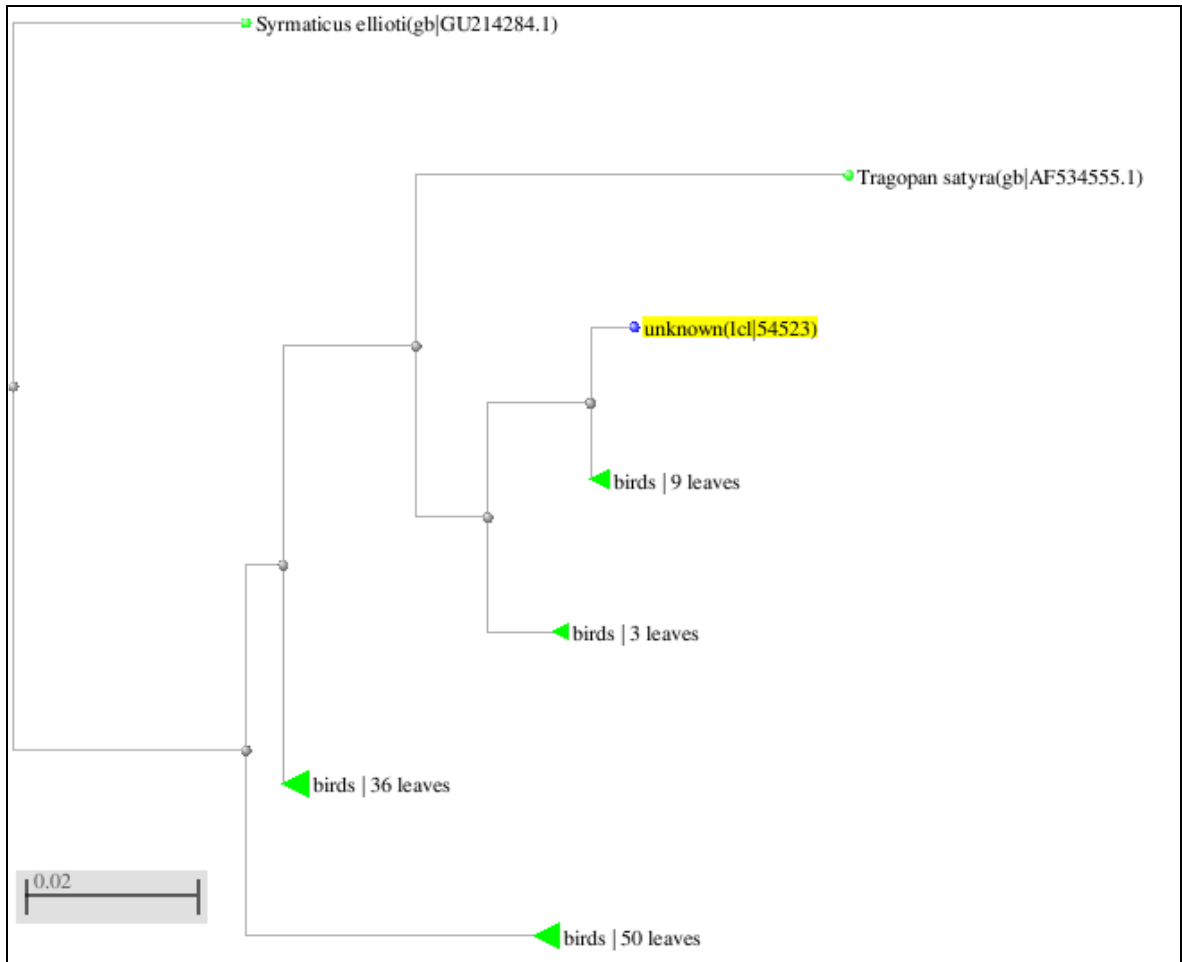 Syrmaticus ellioti(gb|GU214284.1)
Tragopan satyra(gb|AF534555.1)
unknown(lcl|54523)
birds | 9 leaves
birds | 3 leaves
birds | 36 leaves
0.02
birds | 50 leaves